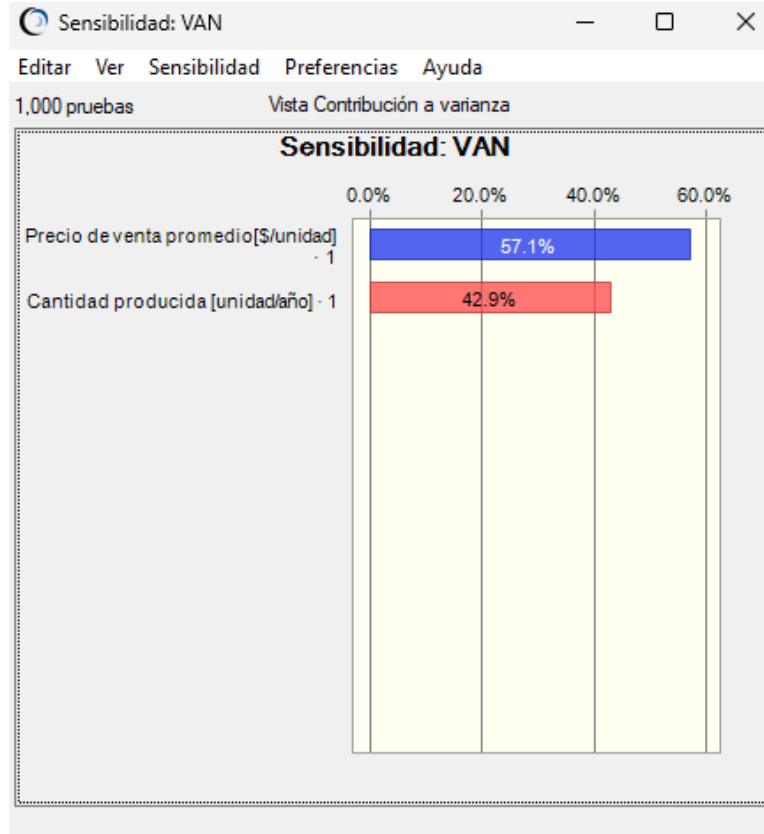 Sensibilidad: VAN
Editar Ver Sensibilidad Preferencias Ayuda
1,000 pruebas Vista Contribución a varianza
Sensibilidad: VAN
0.0% 20.0% 40.0% 60.0%
Precio de venta promedio[$/unidad]
· 1
57.1%
Cantidad producida [unidad/año] · 1
42.9%